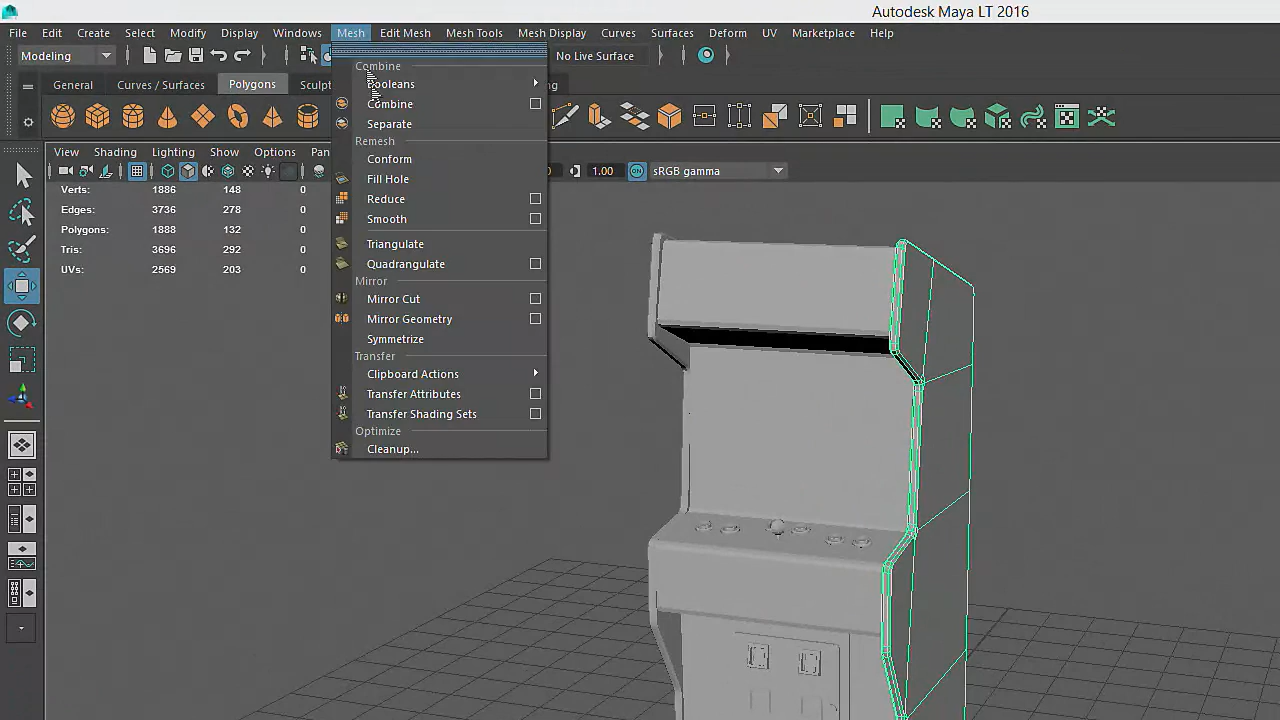 Autodesk Maya LT 2016
File Edit Create Select Modify Display Windows Mesh Edit Mesh Mesh Tools Mesh Display Curves Surfaces Deform UV Marketplace Help
Modeling No Live Surface
General Curves / Surfaces Polygons Sculpt ng
View Shading Lighting Show Options Pan
0 1.00 ON sRGB gamma
Verts: 1886 148 0
Edges: 3736 278 0
Polygons: 1888 132 0
Tris: 3696 292 0
UVs: 2569 203 0
Combine
Booleans
Combine
Separate
Remesh
Conform
Fill Hole
Reduce
Smooth
Triangulate
Quadrangulate
Mirror
Mirror Cut
Mirror Geometry
Symmetrize
Transfer
Clipboard Actions
Transfer Attributes
Transfer Shading Sets
Optimize
Cleanup...